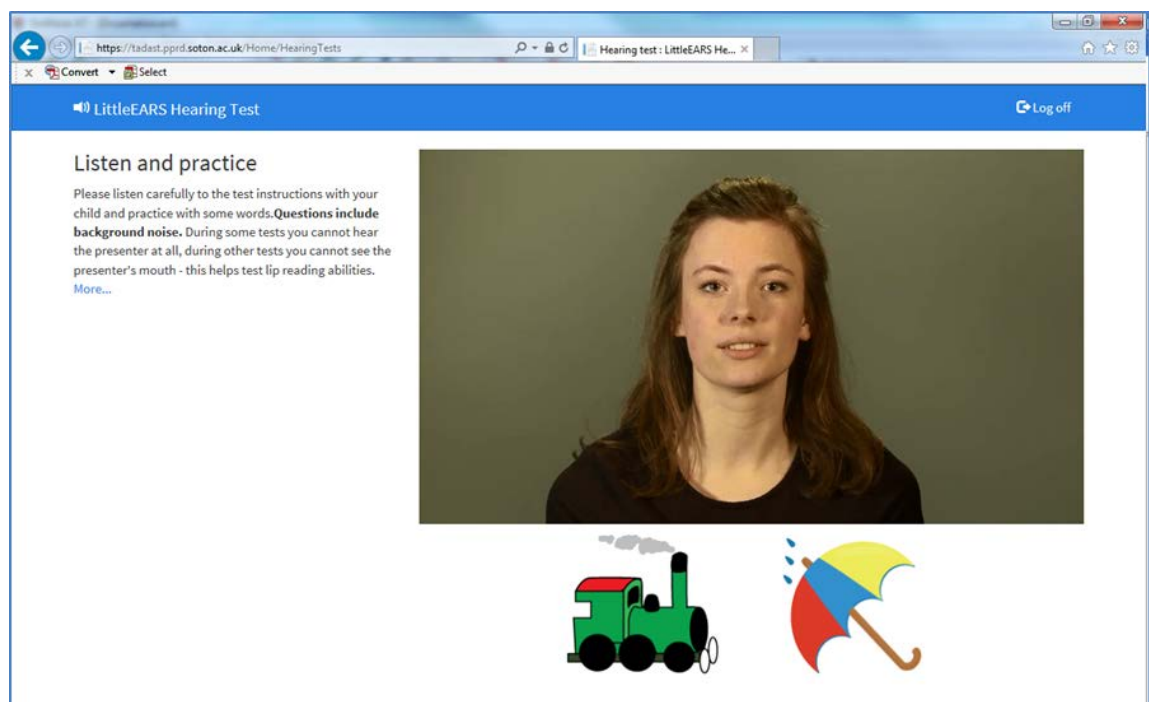 https://tadast.pprd.soton.ac.uk/Home/HearingTests
Hearing test : LittleEARS He...
x Convert Select
LittleEARS Hearing Test
Log off
Listen and practice
Please listen carefully to the test instructions with your
child and practice with some words.Questions include
background noise. During some tests you cannot hear
the presenter at all, during other tests you cannot see the
presenter's mouth - this helps test lip reading abilities.
More...